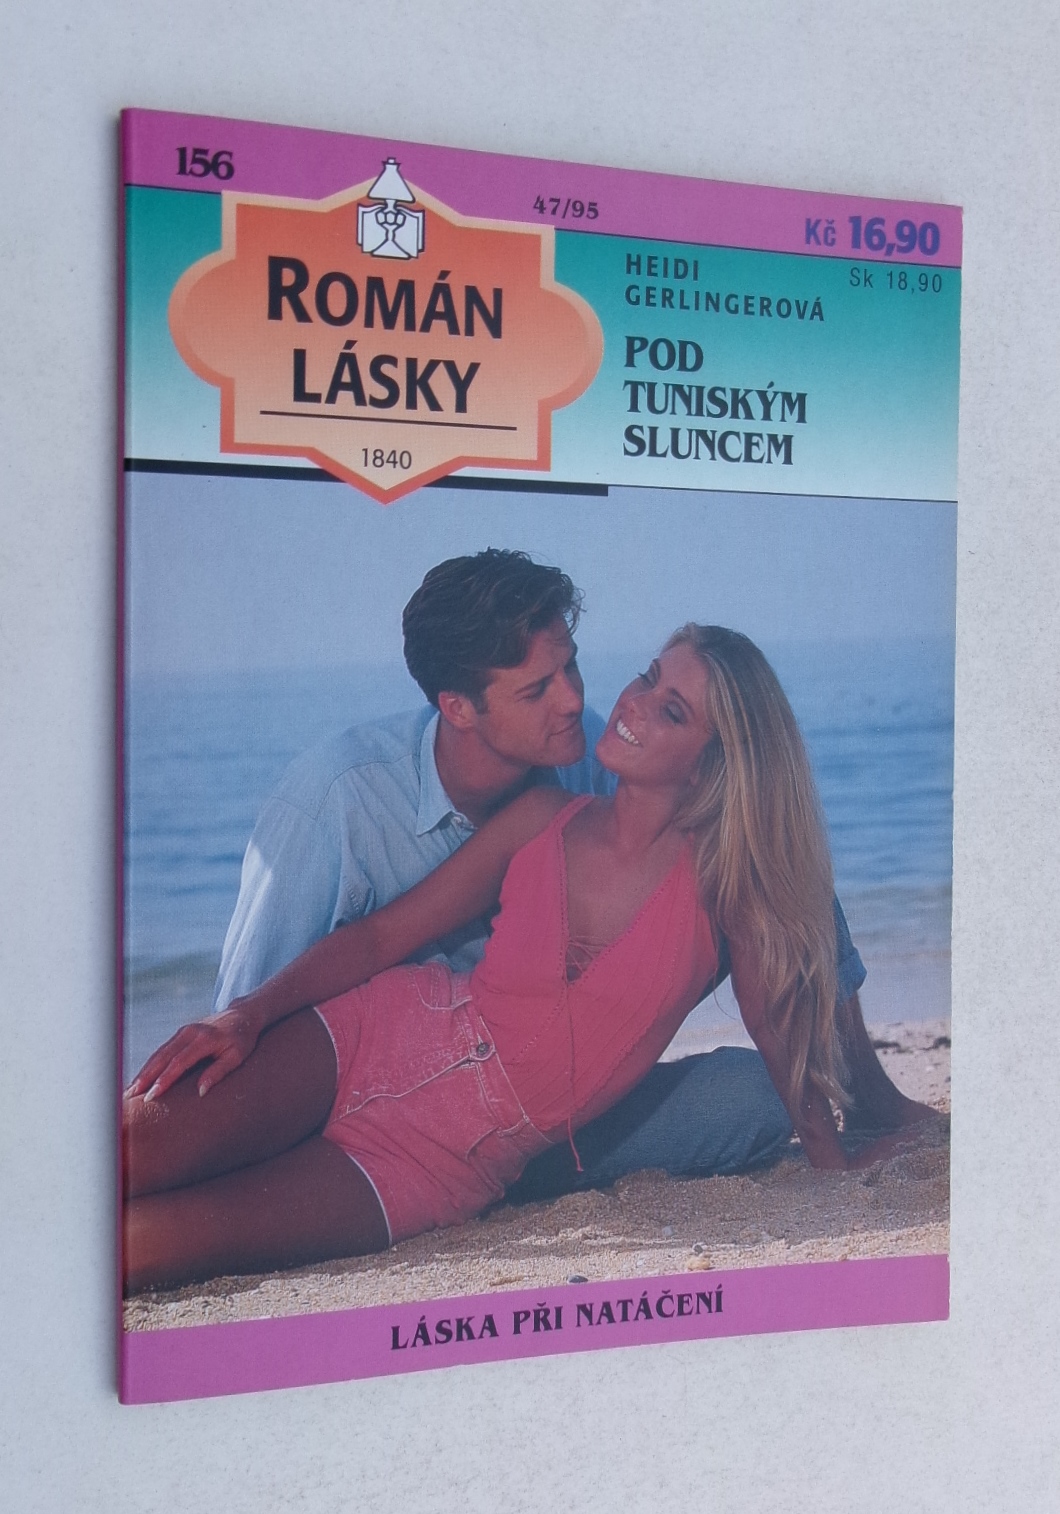 156
47/95
Kč 16,90
Sk 18,90
ROMÁN
LÁSKY
1840
HEIDI
GERLINGEROVÁ
POD
TUNISKÝM
SLUNCEM
LÁSKA PŘI NATÁČENÍ